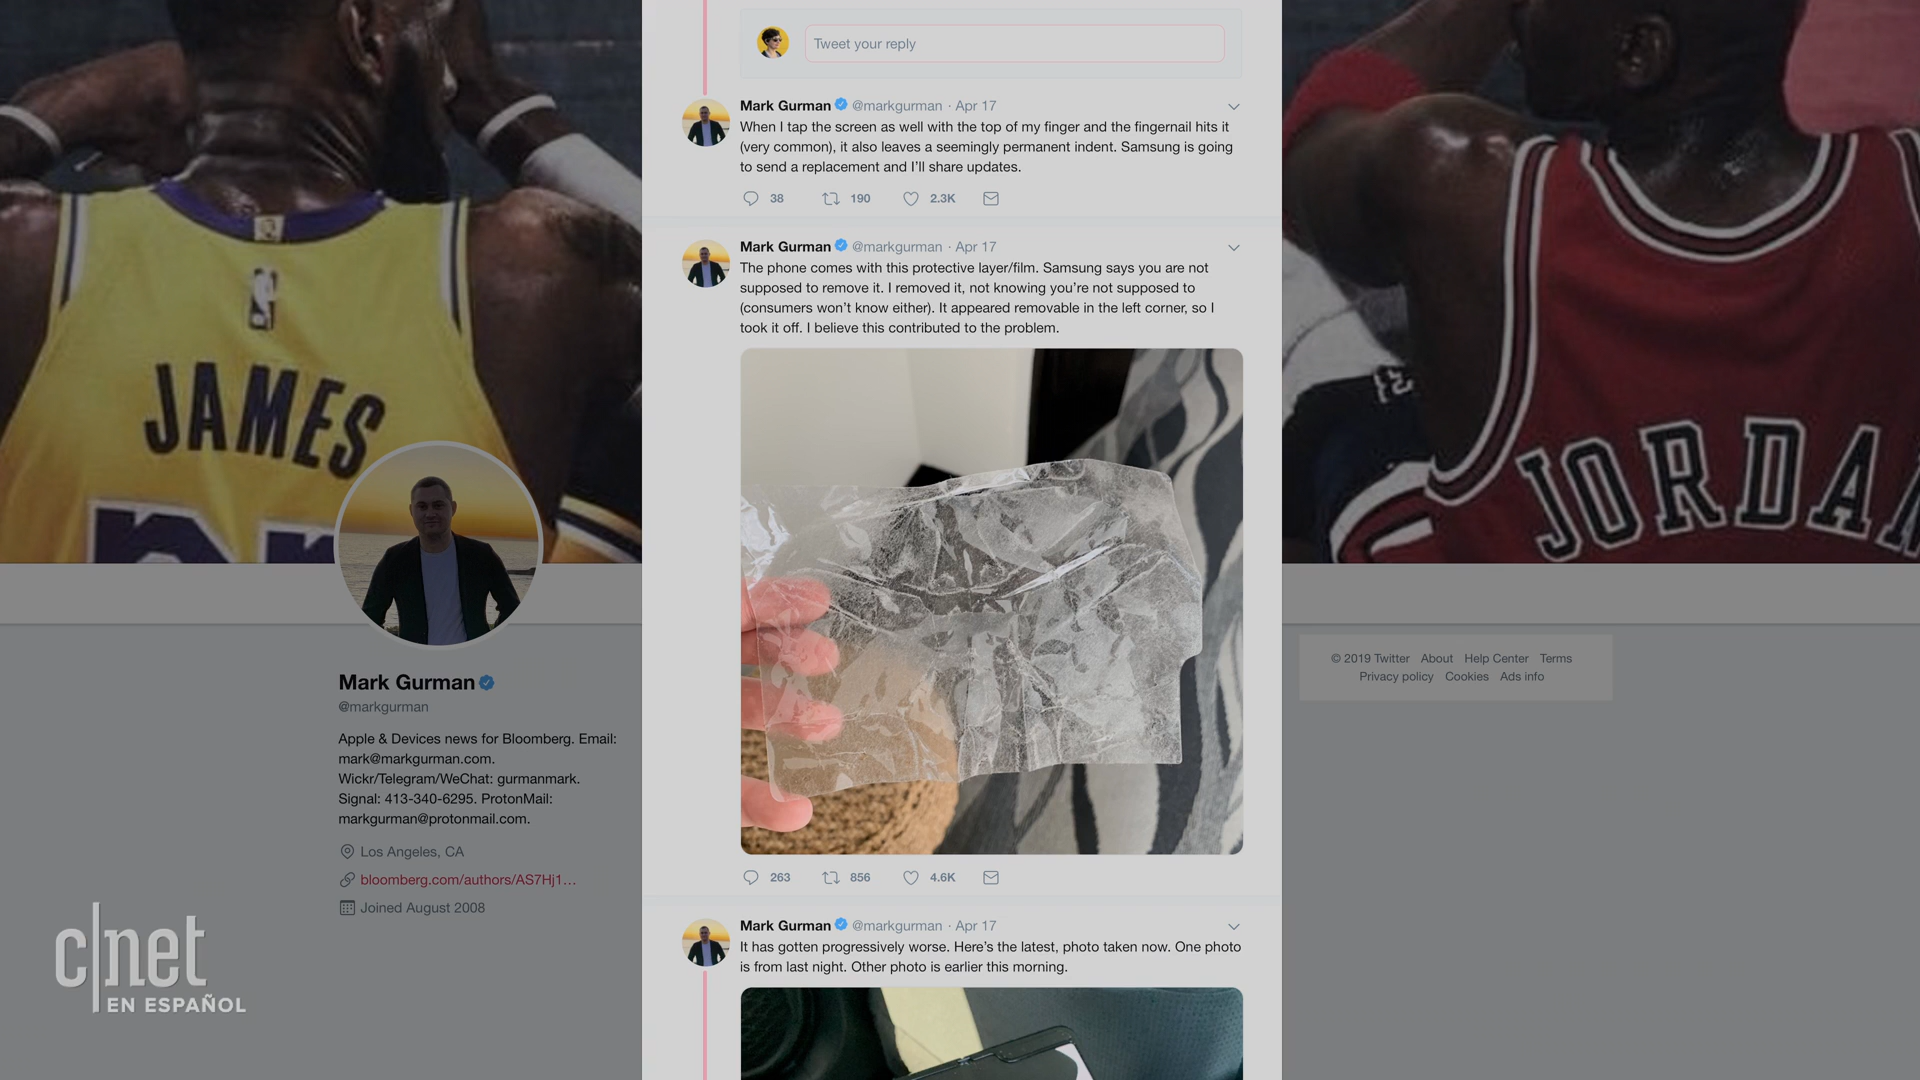 Tweet your reply
Mark Gurman @markgurman · Apr 17
When I tap the screen as well with the top of my finger and the fingernail hits it
(very common), it also leaves a seemingly permanent indent. Samsung is going
to send a replacement and I’ll share updates.
38 190 2.3K
Mark Gurman @markgurman · Apr 17
The phone comes with this protective layer/film. Samsung says you are not
supposed to remove it. I removed it, not knowing you’re not supposed to
(consumers won’t know either). It appeared removable in the left corner, so I
took it off. I believe this contributed to the problem.
263 856 4.6K
Mark Gurman @markgurman · Apr 17
It has gotten progressively worse. Here’s the latest, photo taken now. One photo
is from last night. Other photo is earlier this morning.
JAMES
Mark Gurman
@markgurman
Apple & Devices news for Bloomberg. Email:
mark@markgurman.com.
Wickr/Telegram/WeChat: gurmanmark.
Signal: 413-340-6295. ProtonMail:
markgurman@protonmail.com.
Los Angeles, CA
bloomberg.com/authors/AS7Hj1…
Joined August 2008
c|net
EN ESPAÑOL
JORDAN
© 2019 Twitter About Help Center Terms
Privacy policy Cookies Ads info